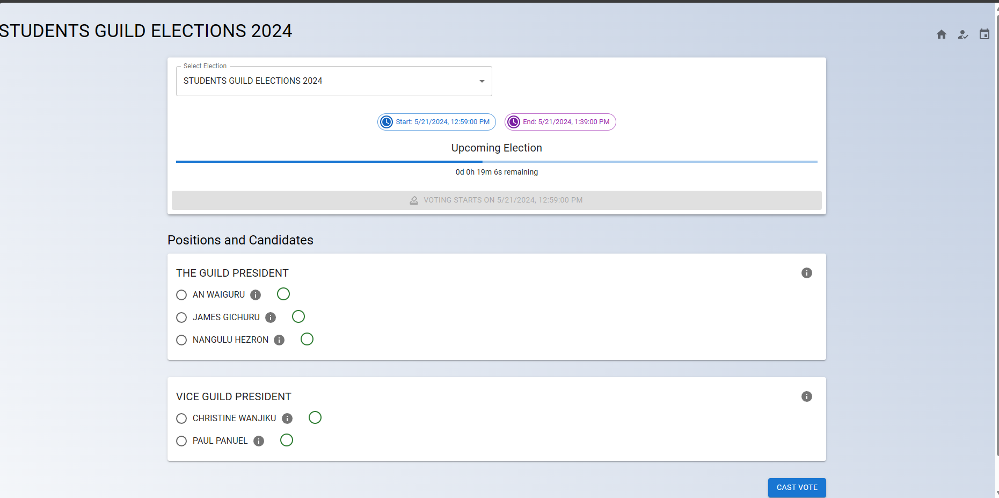 STUDENTS GUILD ELECTIONS 2024
Select Election
STUDENTS GUILD ELECTIONS 2024
Start: 5/21/2024, 12:59:00 PM
End: 5/21/2024, 1:39:00 PM
Upcoming Election
0d 0h 19m 6s remaining
VOTING STARTS ON 5/21/2024, 12:59:00 PM
Positions and Candidates
THE GUILD PRESIDENT
AN WAIGURU
JAMES GICHURU
NANGULU HEZRON
VICE GUILD PRESIDENT
CHRISTINE WANJIKU
PAUL PANUEL
CAST VOTE